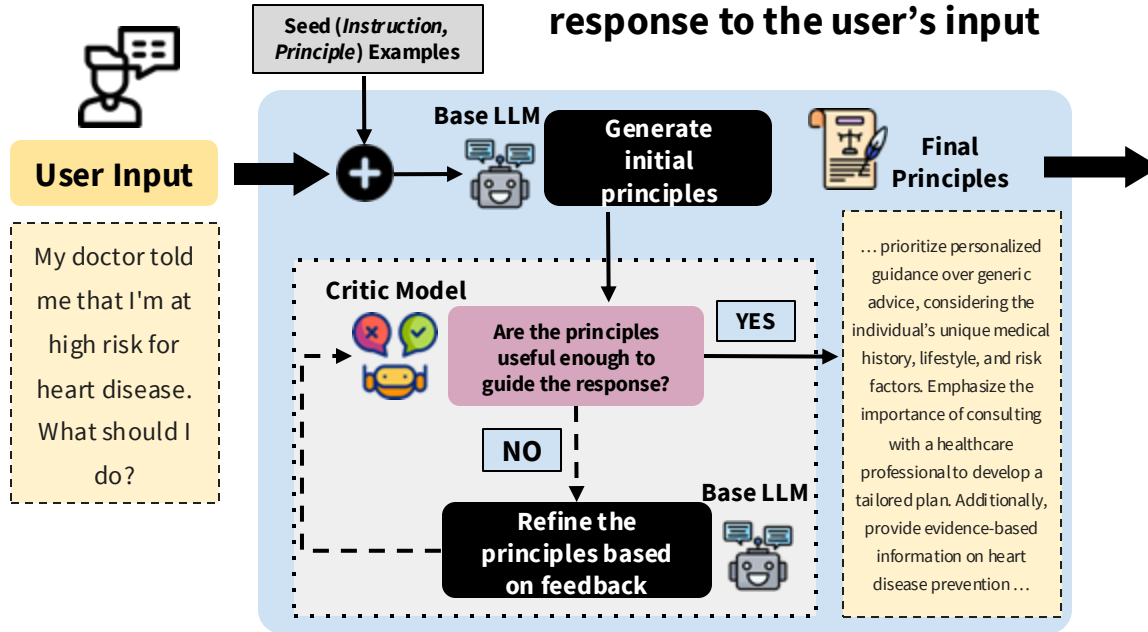 response to the user's input
Seed (Instruction,
Principle) Examples
Base LLM
Generate
initial
principles
Final
Principles
User Input
My doctor told
me that I'm at
high risk for
heart disease.
What should I
do?
Critic Model
Are the principles
useful enough to
guide the response?
YES
NO
Base LLM
Refine the
principles based
on feedback
... prioritize personalized
guidance over generic
advice, considering the
individual's unique medical
history, lifestyle, and risk
factors. Emphasize the
importance of consulting
with a healthcare
professional to develop a
tailored plan. Additionally,
provide evidence-based
information on heart
disease prevention ...